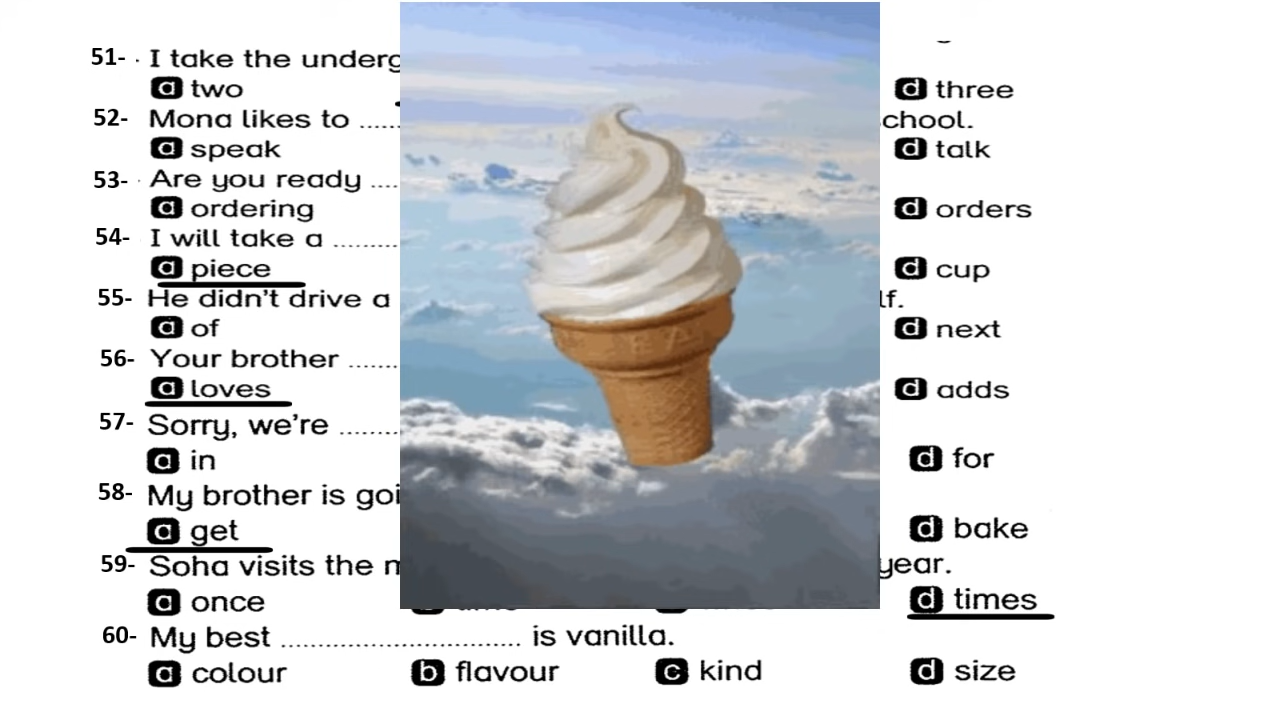 51- I take the underg
a two d three
52- Mona likes to ..... chool.
a speak d talk
53- Are you ready ....
a ordering d orders
54- I will take a .........
a piece d cup
55- He didn't drive a lf.
a of d next
56- Your brother .......
a loves d adds
57- Sorry, we're ........
a in d for
58- My brother is goi
a get d bake
59- Soha visits the m year.
a once d times
60- My best .............................. is vanilla.
a colour b flavour c kind d size